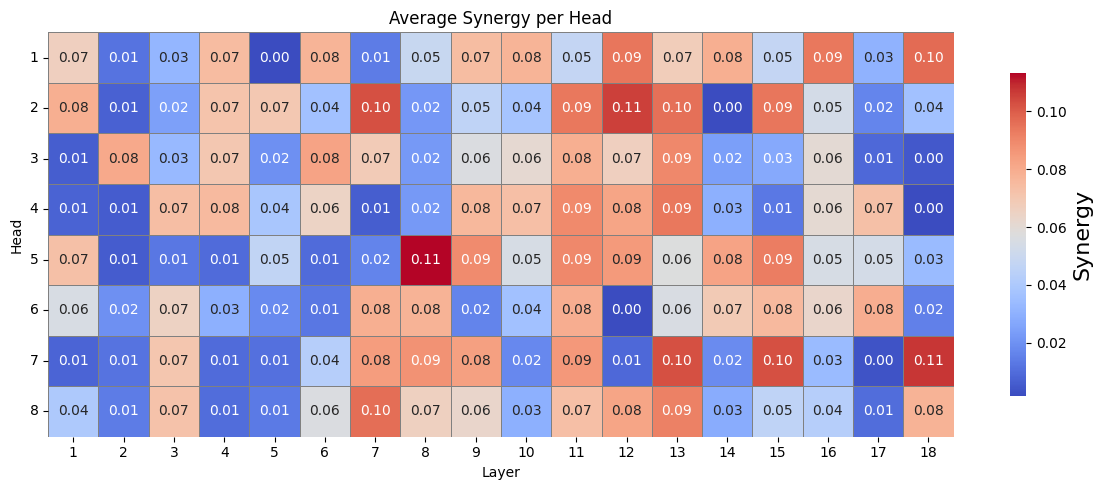 Average Synergy per Head
1 0.07 0.01 0.03 0.07 0.00 0.08 0.01 0.05 0.07 0.08 0.05 0.09 0.07 0.08 0.05 0.09 0.03 0.10
2 0.08 0.01 0.02 0.07 0.07 0.04 0.10 0.02 0.05 0.04 0.09 0.11 0.10 0.00 0.09 0.05 0.02 0.04
3 0.01 0.08 0.03 0.07 0.02 0.08 0.07 0.02 0.06 0.06 0.08 0.07 0.09 0.02 0.03 0.06 0.01 0.00
4 0.01 0.01 0.07 0.08 0.04 0.06 0.01 0.02 0.08 0.07 0.09 0.08 0.09 0.03 0.01 0.06 0.07 0.00
5 0.07 0.01 0.01 0.01 0.05 0.01 0.02 0.11 0.09 0.05 0.09 0.09 0.06 0.08 0.09 0.05 0.05 0.03
6 0.06 0.02 0.07 0.03 0.02 0.01 0.08 0.08 0.02 0.04 0.08 0.00 0.06 0.07 0.08 0.06 0.08 0.02
7 0.01 0.01 0.07 0.01 0.01 0.04 0.08 0.09 0.08 0.02 0.09 0.01 0.10 0.02 0.10 0.03 0.00 0.11
8 0.04 0.01 0.07 0.01 0.01 0.06 0.10 0.07 0.06 0.03 0.07 0.08 0.09 0.03 0.05 0.04 0.01 0.08
1 2 3 4 5 6 7 8 9 10 11 12 13 14 15 16 17 18
Layer
Head
0.10
0.08
0.06
0.04
0.02
Synergy